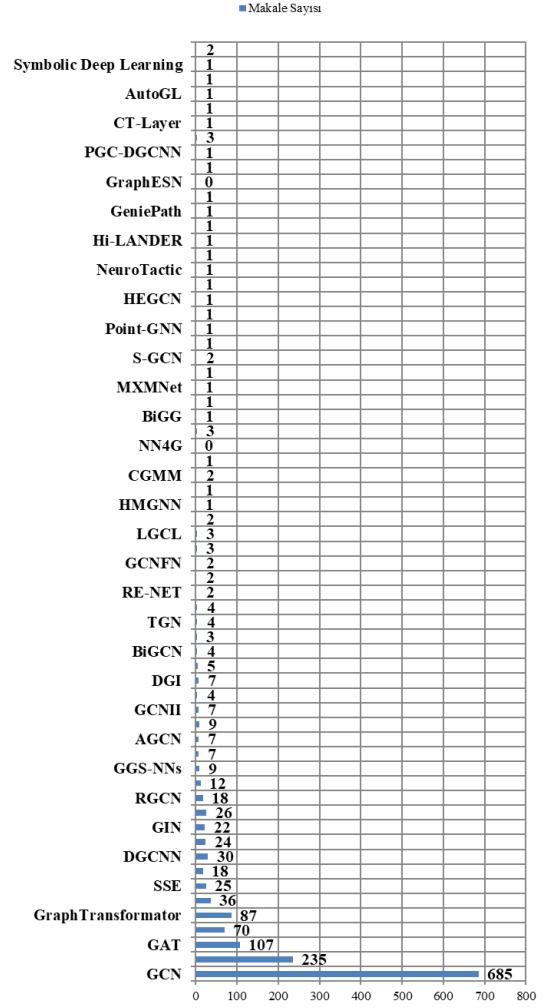 Makale Sayısı
2
Symbolic Deep Learning 1
1
AutoGL 1
1
CT-Layer 1
3
PGC-DGCNN 1
1
GraphESN 0
1
GeniePath 1
1
Hi-LANDER 1
1
NeuroTactic 1
1
HEGCN 1
1
Point-GNN 1
1
S-GCN 2
1
MXMNet 1
1
BiGG 1
3
NN4G 0
1
CGMM 2
1
HMGNN 1
2
LGCL 3
3
GCNFN 2
2
RE-NET 2
4
TGN 4
3
BiGCN 4
5
DGI 7
4
GCNII 7
9
AGCN 7
7
GGS-NNs 9
12
RGCN 18
26
GIN 22
24
DGCNN 30
18
SSE 25
36
GraphTransformator 87
70
GAT 107
235
GCN 685
0 100 200 300 400 500 600 700 800